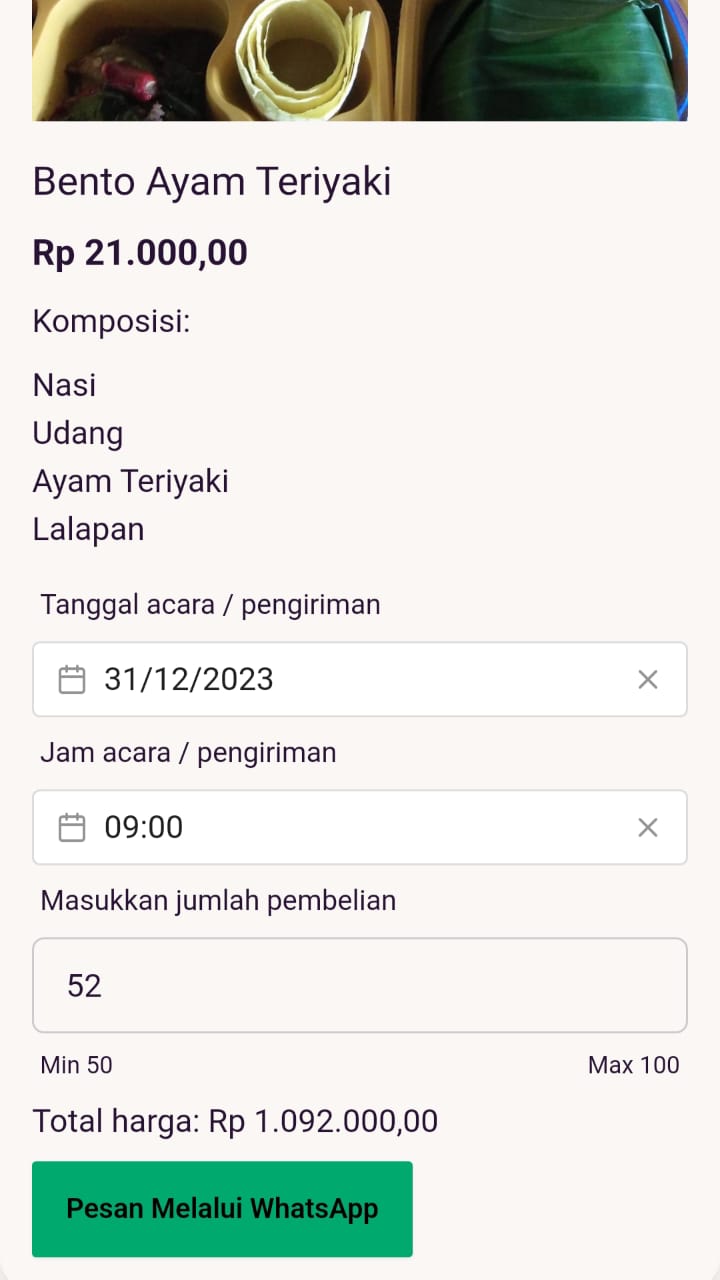 Bento Ayam Teriyaki
Rp 21.000,00
Komposisi:
Nasi
Udang
Ayam Teriyaki
Lalapan
Tanggal acara / pengiriman
31/12/2023
Jam acara / pengiriman
09:00
Masukkan jumlah pembelian
52
Min 50 Max 100
Total harga: Rp 1.092.000,00
Pesan Melalui WhatsApp